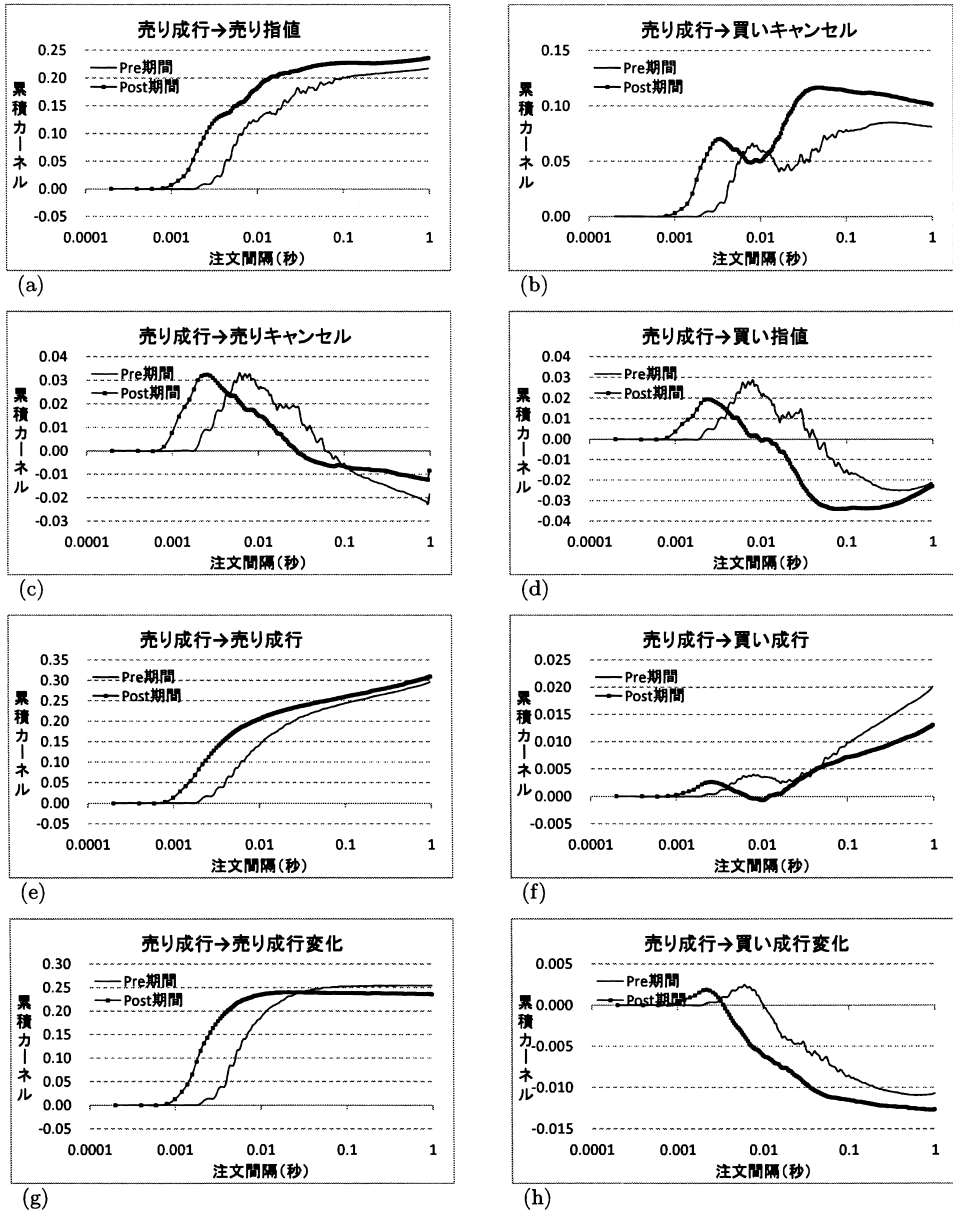 売り成行→売り指値
0.25
0.20
0.15
0.10
0.05
0.00
-0.05
累積カーネル
Pre期間
Post期間
0.0001 0.001 0.01 0.1 1
注文間隔(秒)
(a)
売り成行→買いキャンセル
0.15
0.10
0.05
0.00
累積カーネル
Pre期間
Post期間
0.0001 0.001 0.01 0.1 1
注文間隔(秒)
(b)
売り成行→売りキャンセル
0.04
0.03
0.02
0.01
0.00
-0.01
-0.02
-0.03
累積カーネル
Pre期間
Post期間
0.0001 0.001 0.01 0.1 1
注文間隔(秒)
(c)
売り成行→買い指値
0.04
0.03
0.02
0.01
0.00
-0.01
-0.02
-0.03
-0.04
累積カーネル
Pre期間
Post期間
0.0001 0.001 0.01 0.1 1
注文間隔(秒)
(d)
売り成行→売り成行
0.35
0.30
0.25
0.20
0.15
0.10
0.05
0.00
-0.05
累積カーネル
Pre期間
Post期間
0.0001 0.001 0.01 0.1 1
注文間隔(秒)
(e)
売り成行→買い成行
0.025
0.020
0.015
0.010
0.005
0.000
-0.005
累積カーネル
Pre期間
Post期間
0.0001 0.001 0.01 0.1 1
注文間隔(秒)
(f)
売り成行→売り成行変化
0.30
0.25
0.20
0.15
0.10
0.05
0.00
-0.05
累積カーネル
Pre期間
Post期間
0.0001 0.001 0.01 0.1 1
注文間隔(秒)
(g)
売り成行→買い成行変化
0.005
0.000
-0.005
-0.010
-0.015
累積カーネル
Pre期間
Post期間
0.0001 0.001 0.01 0.1 1
注文間隔(秒)
(h)